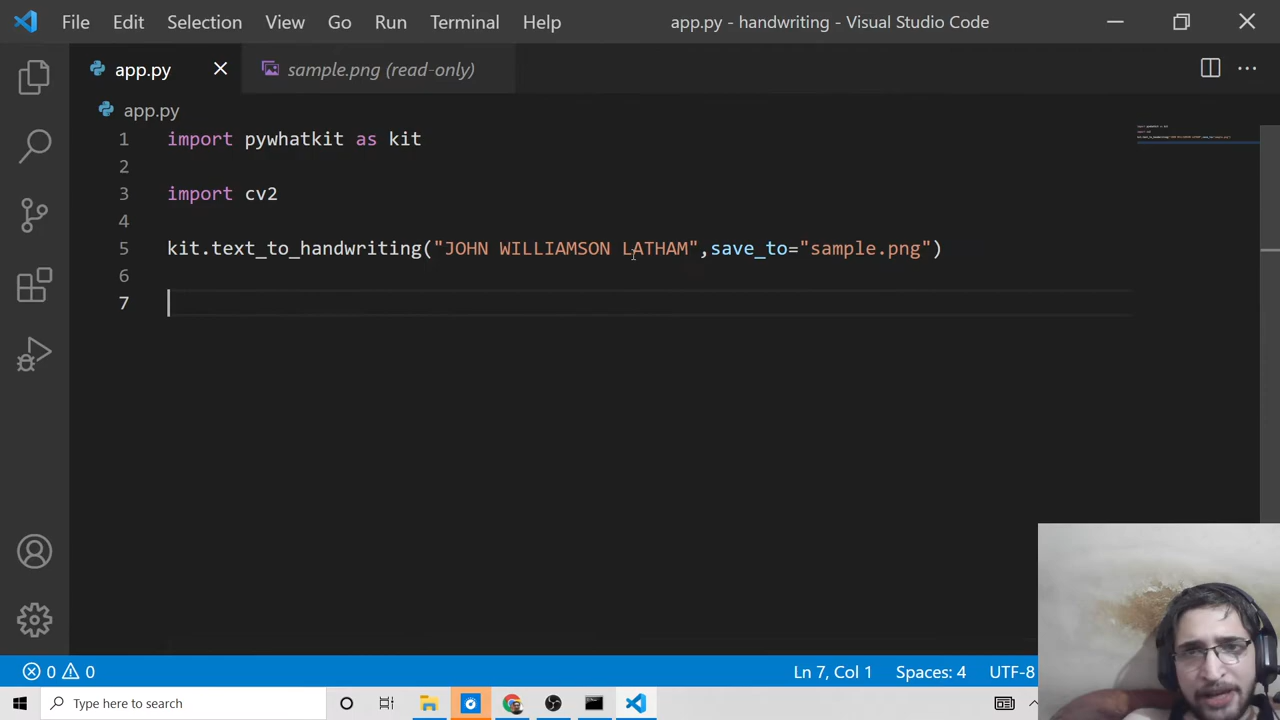 File Edit Selection View Go Run Terminal Help app.py - handwriting - Visual Studio Code
app.py sample.png (read-only)
app.py
1 import pywhatkit as kit
2
3 import cv2
4
5 kit.text_to_handwriting("JOHN WILLIAMSON LATHAM",save_to="sample.png")
6
7
0 0 Ln 7, Col 1 Spaces: 4 UTF-8
Type here to search